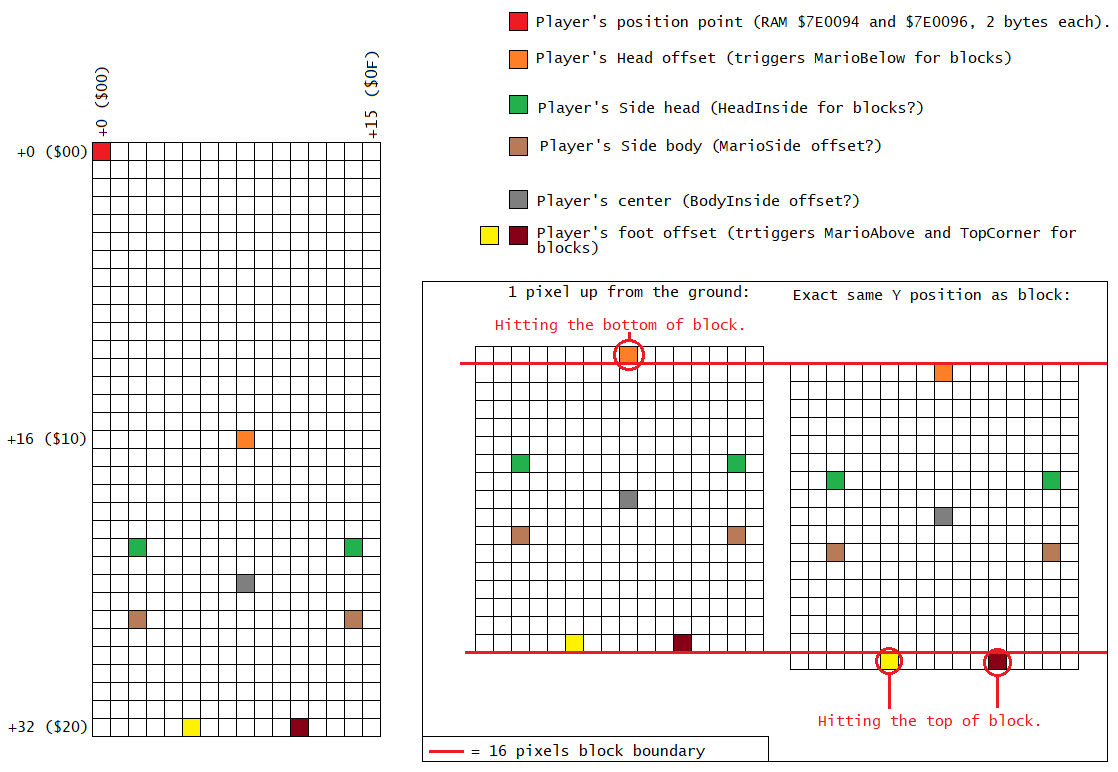 Player's position point (RAM $7E0094 and $7E0096, 2 bytes each).
Player's Head offset (triggers MarioBelow for blocks)
Player's Side head (HeadInside for blocks?)
Player's Side body (MarioSide offset?)
Player's center (BodyInside offset?)
Player's foot offset (trtiggers MarioAbove and TopCorner for
blocks)
+0 ($00)
+15 ($0F)
+0 ($00)
+16 ($10)
+32 ($20)
1 pixel up from the ground:
Exact same Y position as block:
Hitting the bottom of block.
Hitting the top of block.
= 16 pixels block boundary